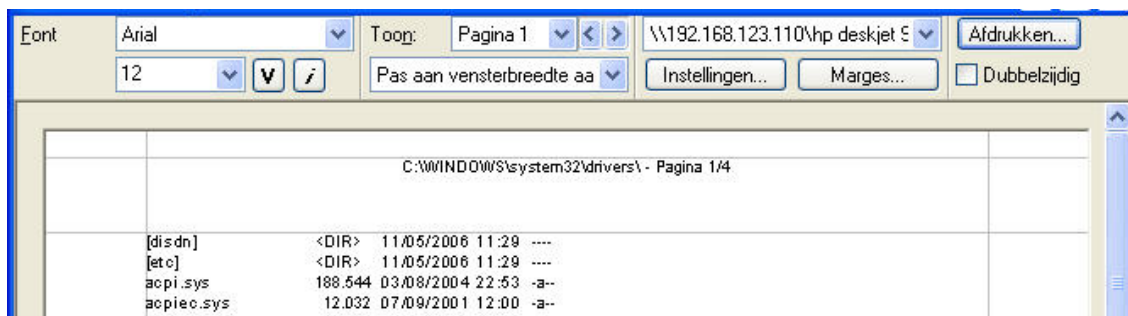 Font Arial Toon: Pagina 1 \\192.168.123.110\hp deskjet 9 Afdrukken...
12 V i Pas aan vensterbreedte aa Instellingen... Marges... Dubbelzijdig
C:\WINDOWS\system32\drivers\ - Pagina 1/4
[disdn] <DIR> 11/05/2006 11:29 ----
[etc] <DIR> 11/05/2006 11:29 ----
acpi.sys 188.544 03/08/2004 22:53 -a--
acpiec.sys 12.032 07/09/2001 12:00 -a--